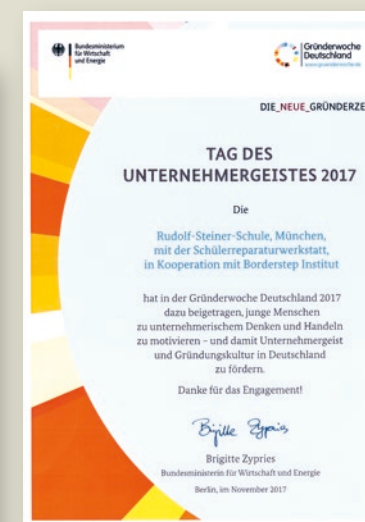 Bundesministerium
für Wirtschaft
und Energie
Gründerwoche
Deutschland
www.gruenderwoche.de
DIE_NEUE_GRÜNDERZE
TAG DES
UNTERNEHMERGEISTES 2017
Die
Rudolf-Steiner-Schule, München,
mit der Schülerreparaturwerkstatt,
in Kooperation mit Borderstep Institut
hat in der Gründerwoche Deutschland 2017
dazu beigetragen, junge Menschen
zu unternehmerischem Denken und Handeln
zu motivieren – und damit Unternehmergeist
und Gründungskultur in Deutschland
zu fördern.
Danke für das Engagement!
Brigitte Zypries
Brigitte Zypries
Bundesministerin für Wirtschaft und Energie
Berlin, im November 2017